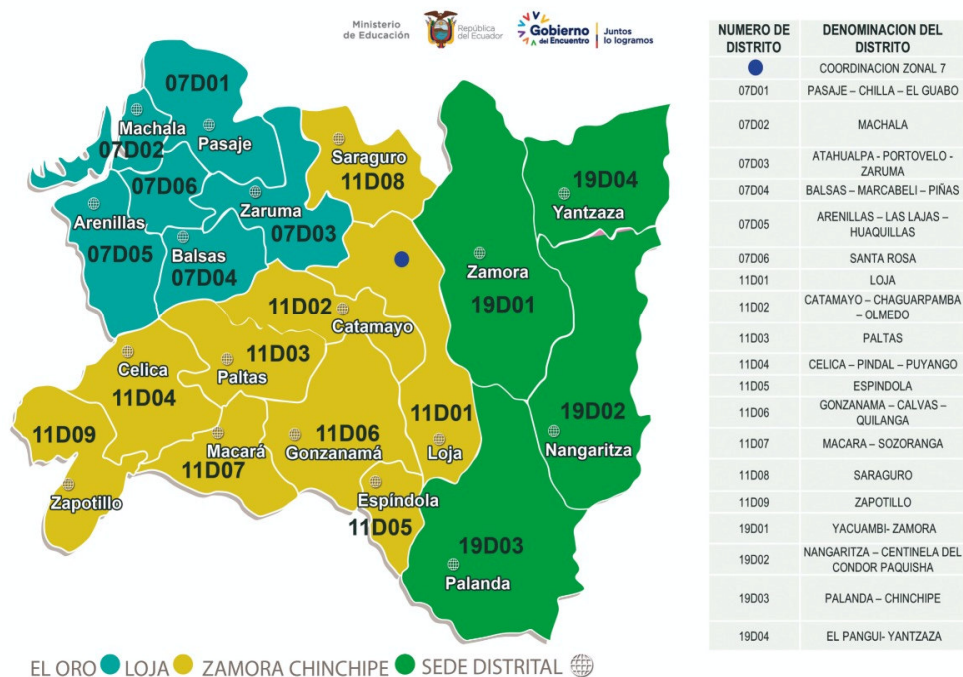 Ministerio
de Educación
República
del Ecuador
Gobierno
del Encuentro
Juntos
lo logramos
07D01
Machala
07D02
Pasaje
Saraguro
11D08
07D06
19D04
Yantzaza
Arenillas
Zaruma
07D03
07D05
Balsas
07D04
Zamora
19D01
11D02
Catamayo
Celica
11D03
Paltas
11D04
11D01
19D02
11D09
Macará
11D06
Gonzanamá
Loja
Nangaritza
11D07
Zapotillo
Espíndola
11D05
19D03
Palanda
EL ORO LOJA ZAMORA CHINCHIPE SEDE DISTRITAL
NUMERO DE DISTRITO DENOMINACION DEL DISTRITO
COORDINACION ZONAL 7
07D01 PASAJE – CHILLA – EL GUABO
07D02 MACHALA
07D03 ATAHUALPA - PORTOVELO - ZARUMA
07D04 BALSAS – MARCABELI – PIÑAS
07D05 ARENILLAS – LAS LAJAS – HUAQUILLAS
07D06 SANTA ROSA
11D01 LOJA
11D02 CATAMAYO – CHAGUARPAMBA – OLMEDO
11D03 PALTAS
11D04 CELICA – PINDAL – PUYANGO
11D05 ESPINDOLA
11D06 GONZANAMA – CALVAS – QUILANGA
11D07 MACARA – SOZORANGA
11D08 SARAGURO
11D09 ZAPOTILLO
19D01 YACUAMBI- ZAMORA
19D02 NANGARITZA – CENTINELA DEL CONDOR PAQUISHA
19D03 PALANDA – CHINCHIPE
19D04 EL PANGUI- YANTZAZA